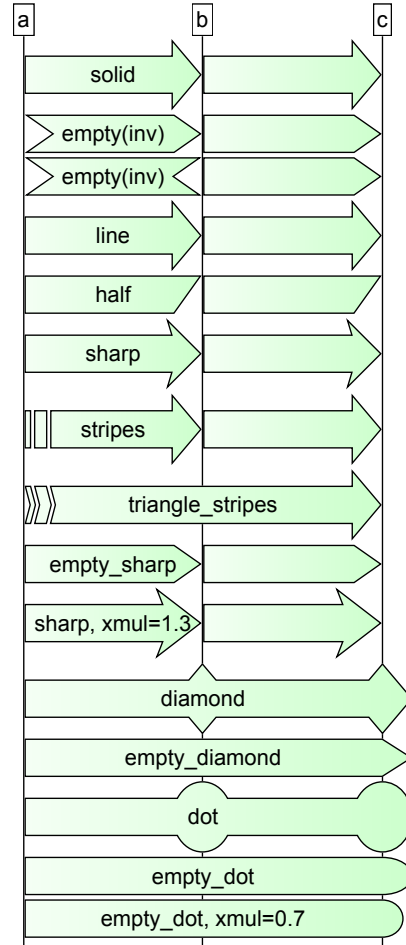 a b c
solid
empty(inv)
empty(inv)
line
half
sharp
stripes
triangle_stripes
empty_sharp
sharp, xmul=1.3
diamond
empty_diamond
dot
empty_dot
empty_dot, xmul=0.7